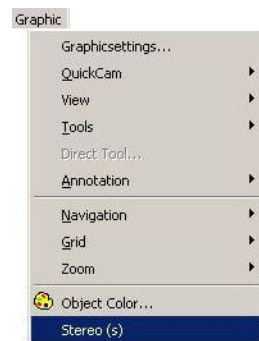 Graphic
Graphicsettings...
QuickCam
View
Tools
Direct Tool...
Annotation
Navigation
Grid
Zoom
Object Color...
Stereo (s)